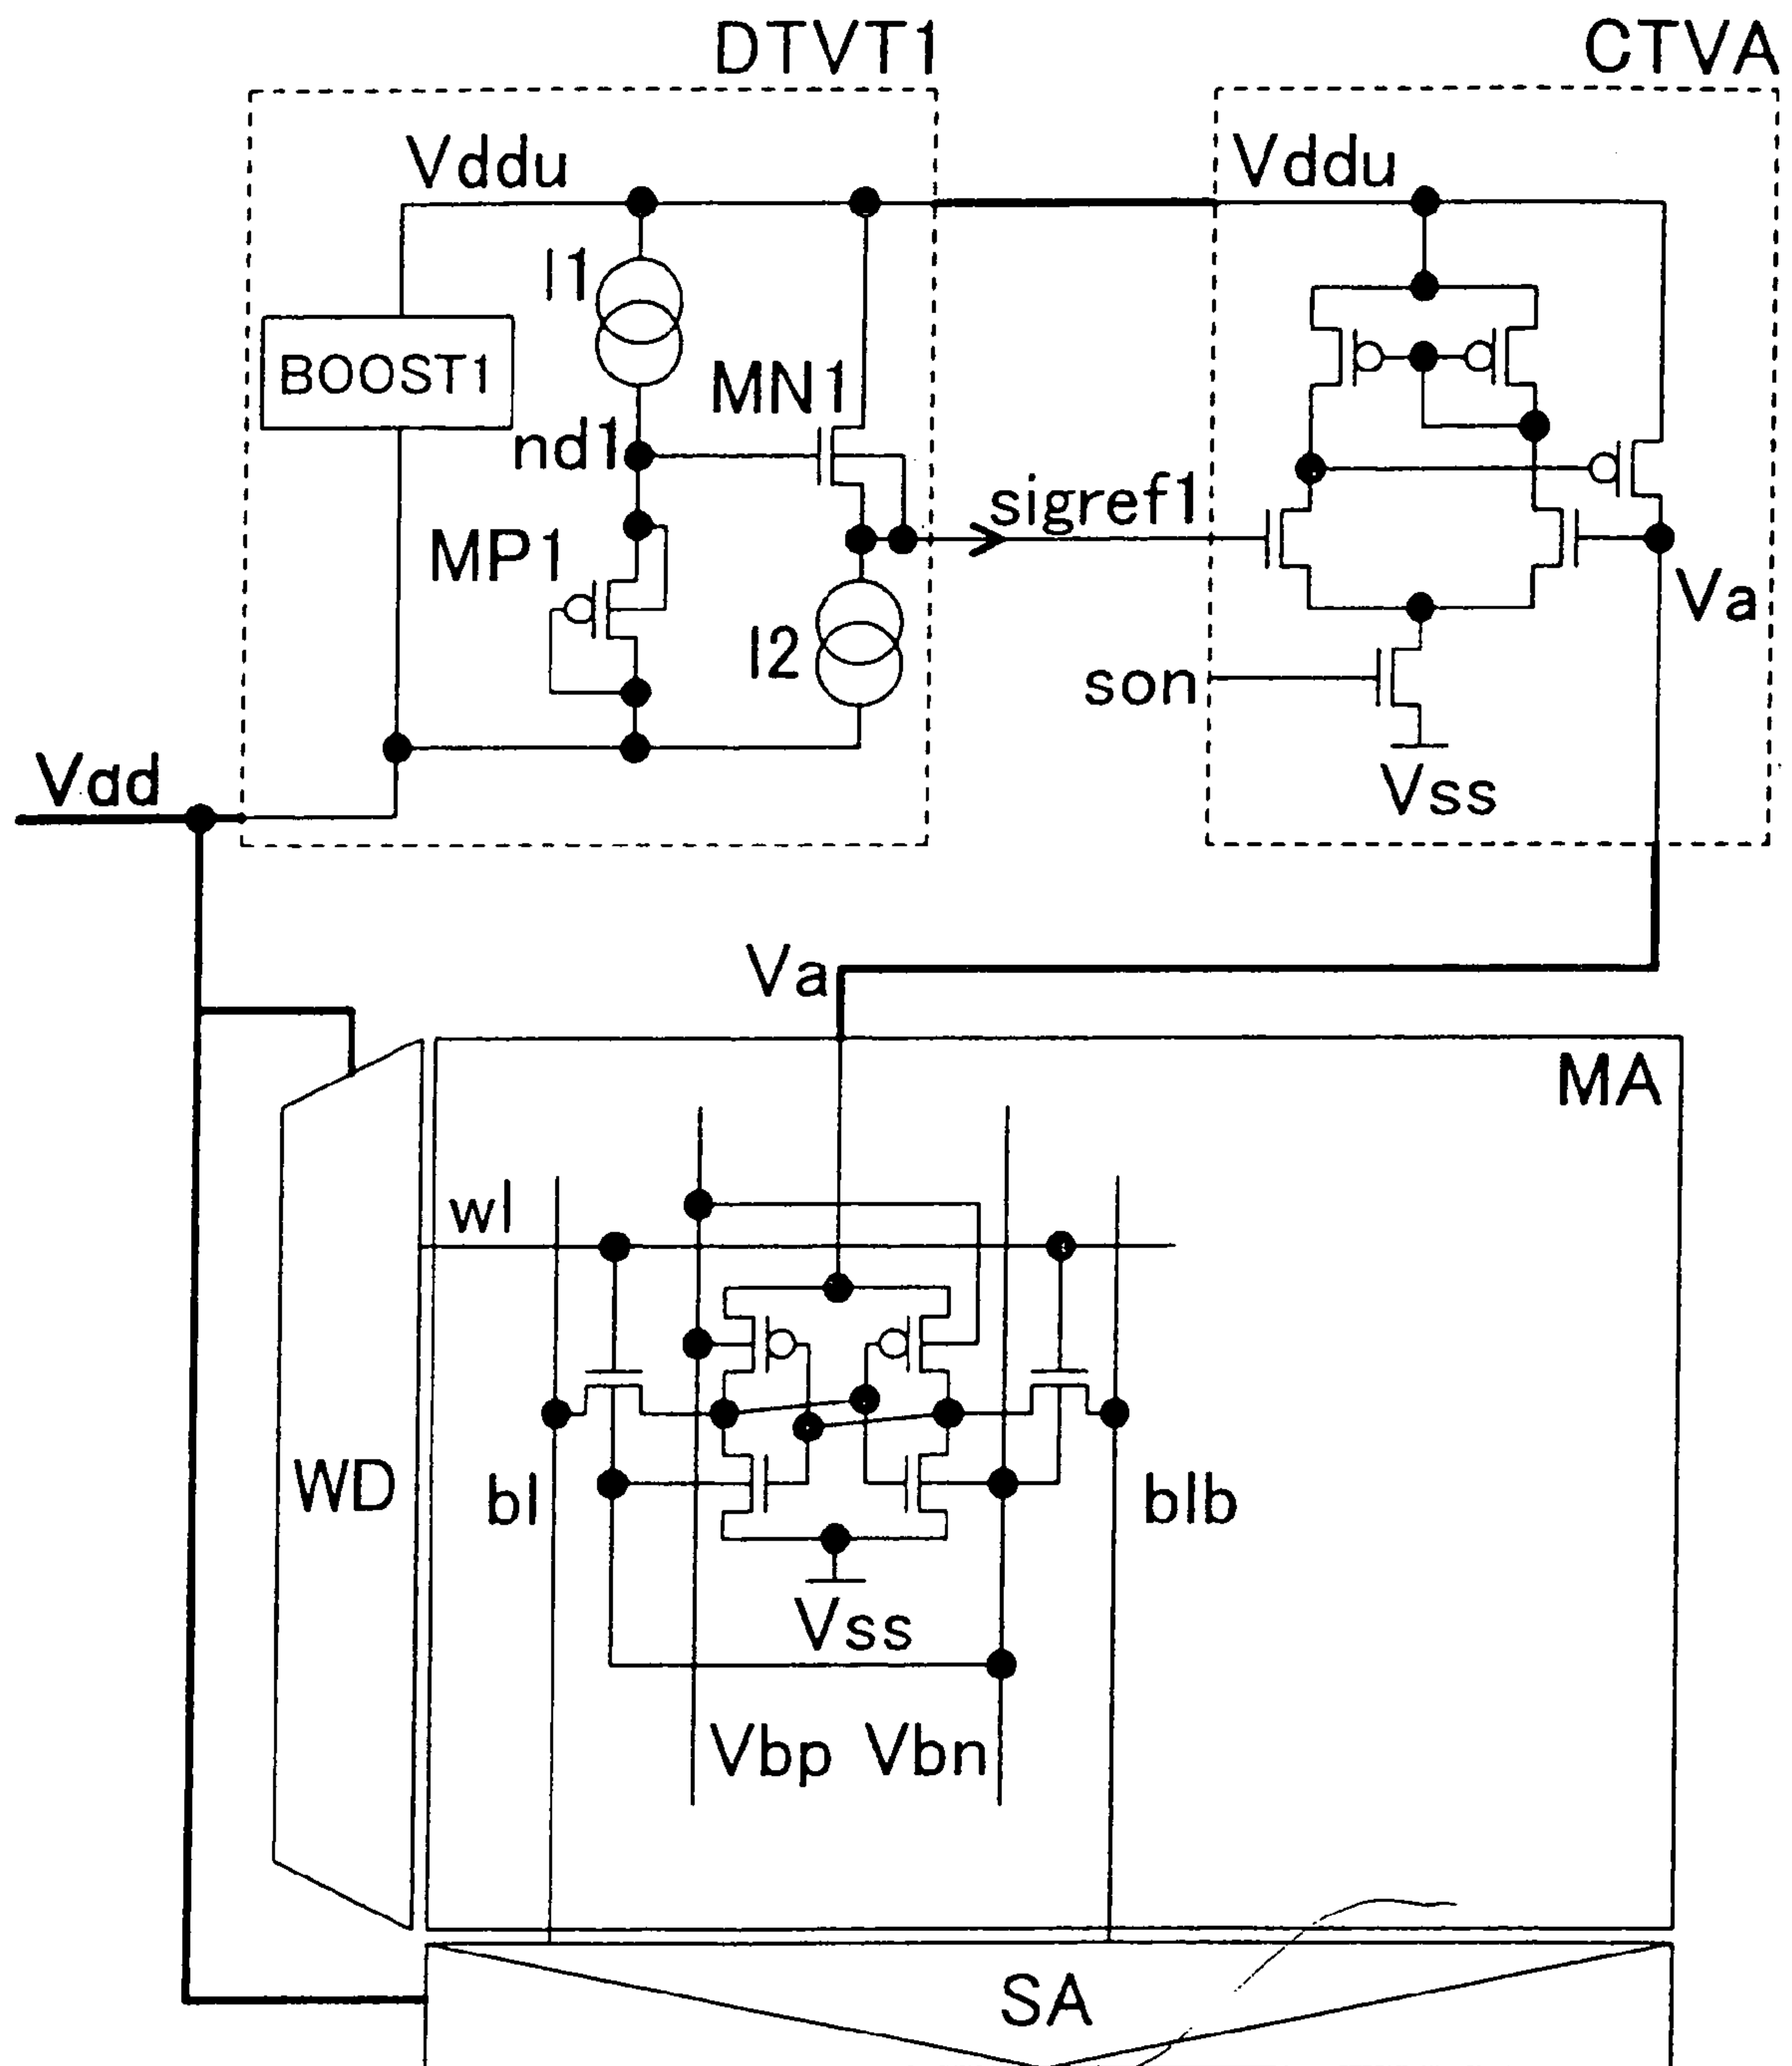 DTVT1
CTVA
Vddu
Vddu
I1
BOOST1
MN1
nd1
sigref1
MP1
Va
I2
son
Vdd
Vss
Va
MA
wl
WD
bl
blb
Vss
Vbp Vbn
SA